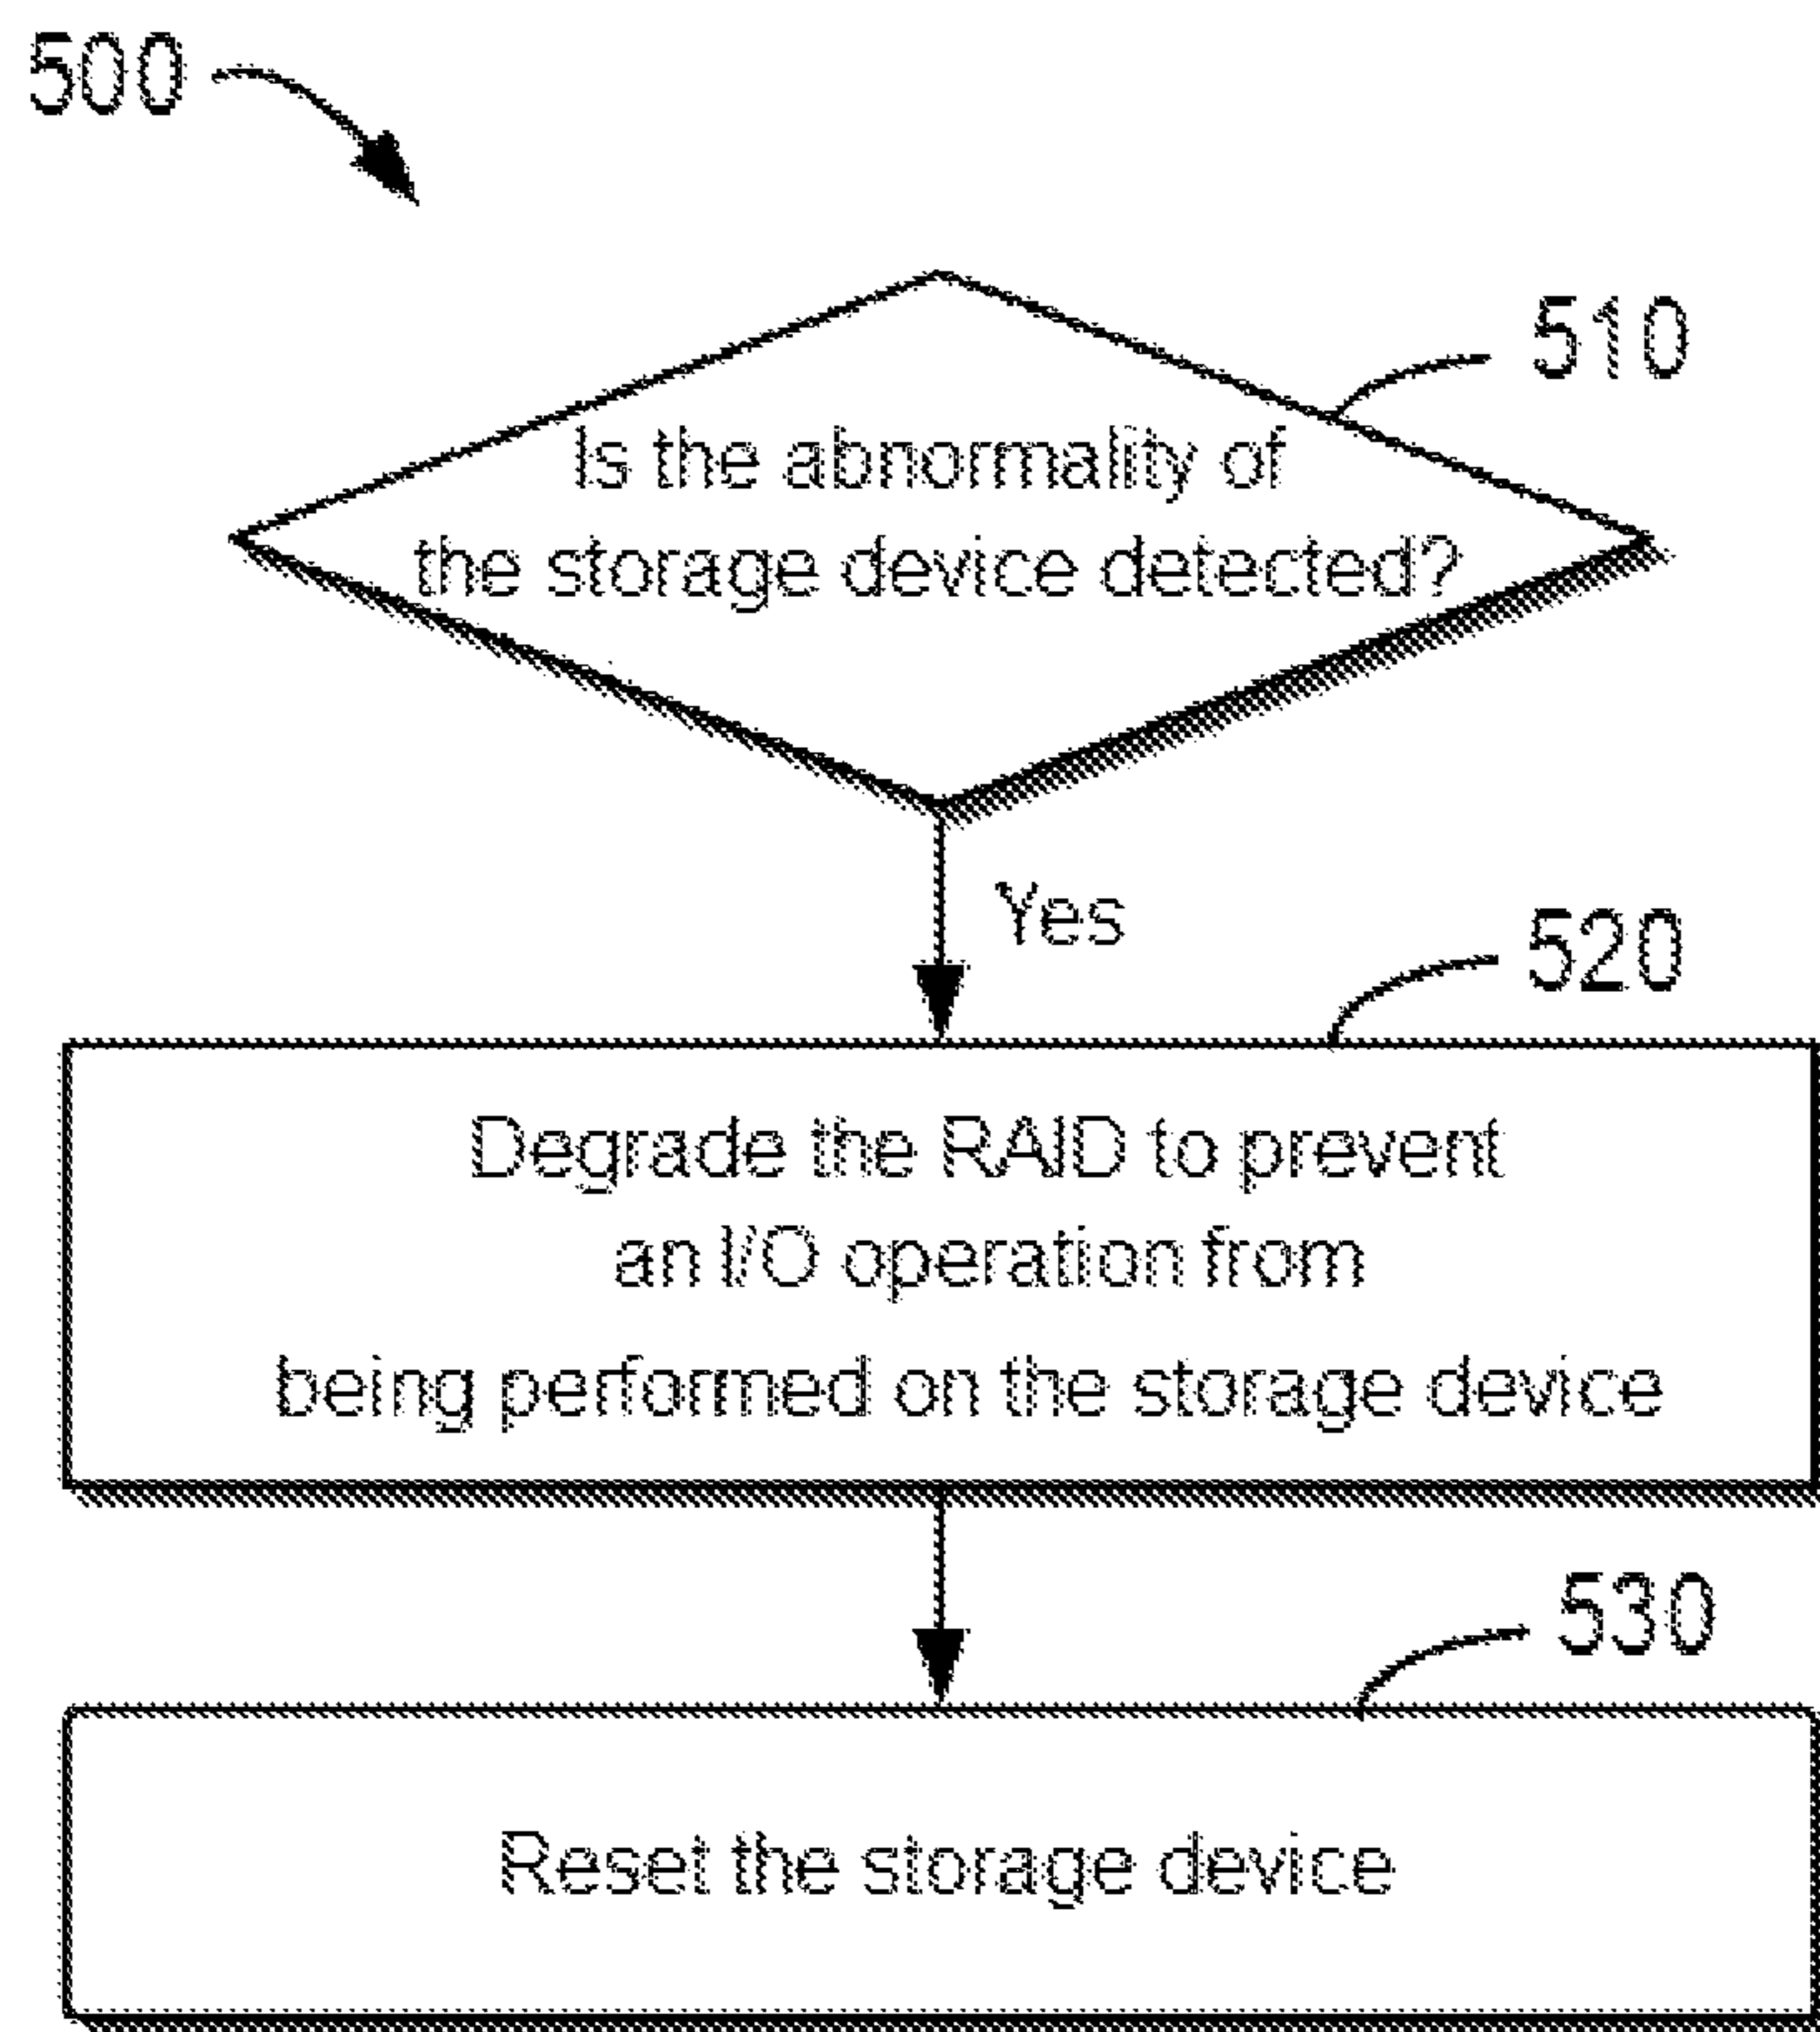 500
510
Is the abnormality of
the storage device detected?
Yes
520
Degrade the RAID to prevent
an I/O operation from
being performed on the storage device
530
Reset the storage device